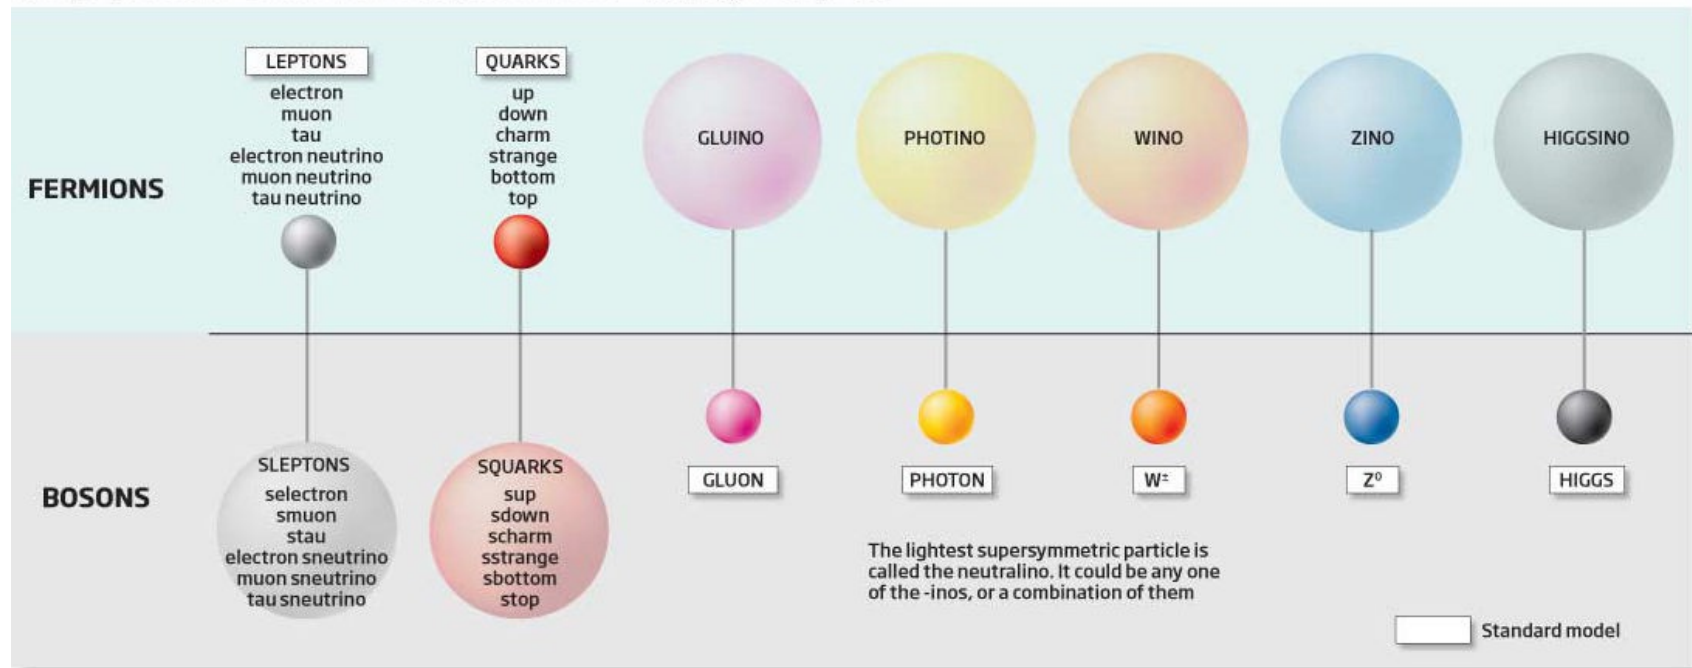 LEPTONS
electron
muon
tau
electron neutrino
muon neutrino
tau neutrino
QUARKS
up
down
charm
strange
bottom
top
GLUINO
PHOTINO
WINO
ZINO
HIGGSINO
FERMIONS
BOSONS
SLEPTONS
selectron
smuon
stau
electron sneutrino
muon sneutrino
tau sneutrino
SQUARKS
sup
sdown
scharm
sstrange
sbottom
stop
GLUON
PHOTON
W±
Z⁰
HIGGS
The lightest supersymmetric particle is
called the neutralino. It could be any one
of the -inos, or a combination of them
Standard model